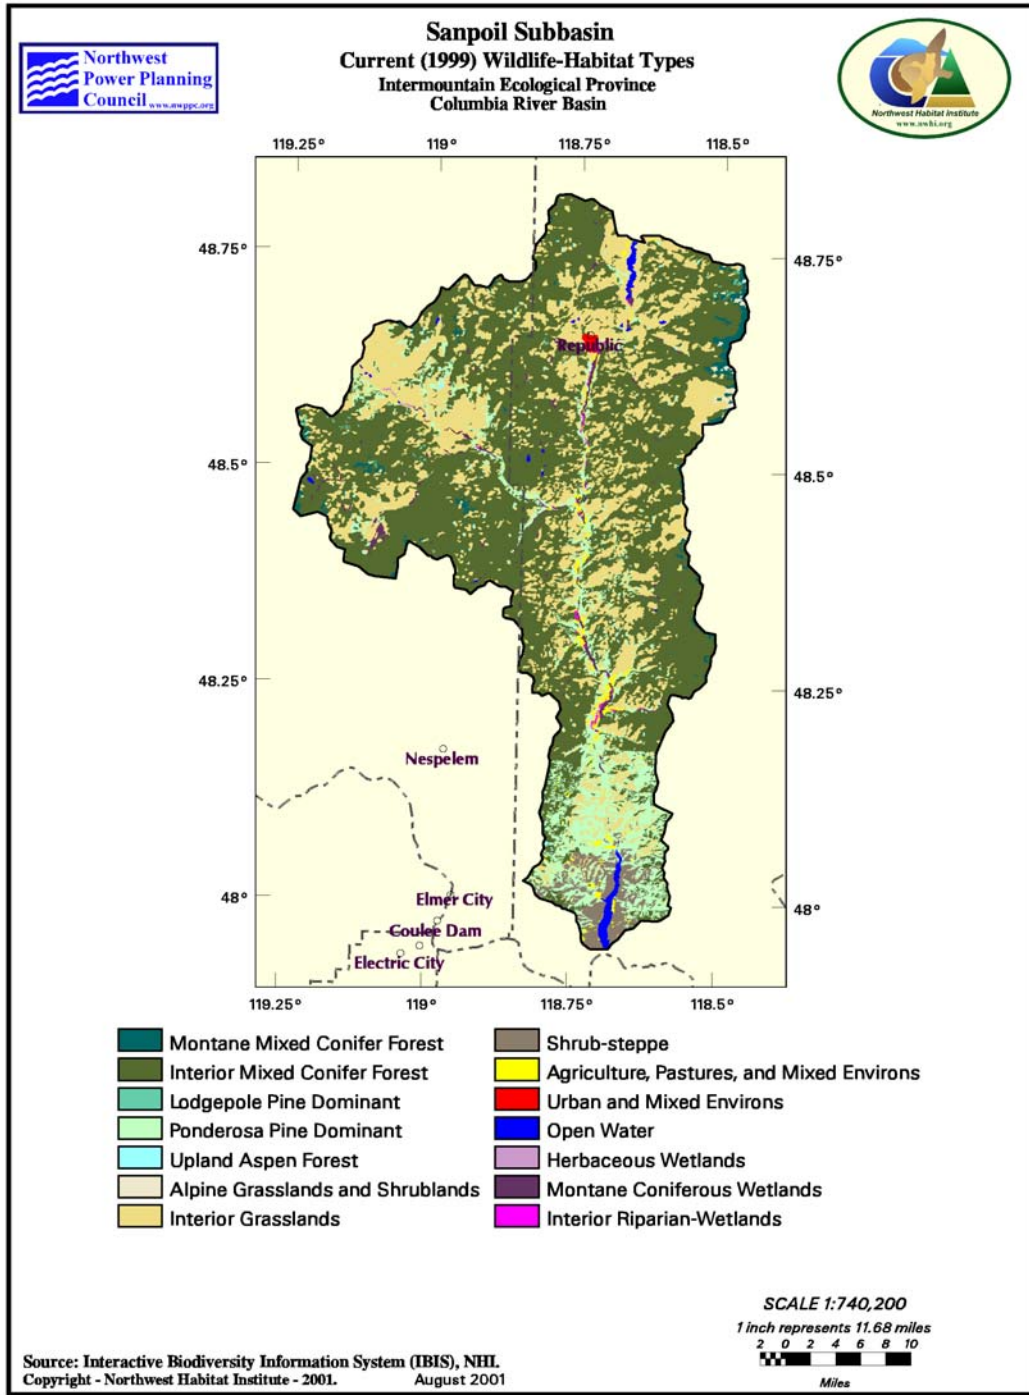 Sanpoil Subbasin
Current (1999) Wildlife-Habitat Types
Intermountain Ecological Province
Columbia River Basin
Northwest
Power Planning
Council www.nwppc.org
Northwest Habitat Institute
www.nwhi.org
119.25° 119° 118.75° 118.5°
48.75° 48.75°
Republic
48.5° 48.5°
48.25° 48.25°
Nespelem
48° 48°
Elmer City
Coulee Dam
Electric City
119.25° 119° 118.75° 118.5°
Montane Mixed Conifer Forest
Interior Mixed Conifer Forest
Lodgepole Pine Dominant
Ponderosa Pine Dominant
Upland Aspen Forest
Alpine Grasslands and Shrublands
Interior Grasslands
Shrub-steppe
Agriculture, Pastures, and Mixed Environs
Urban and Mixed Environs
Open Water
Herbaceous Wetlands
Montane Coniferous Wetlands
Interior Riparian-Wetlands
SCALE 1:740,200
1 inch represents 11.68 miles
2 0 2 4 6 8 10
Miles
Source: Interactive Biodiversity Information System (IBIS), NHI.
Copyright - Northwest Habitat Institute - 2001. August 2001